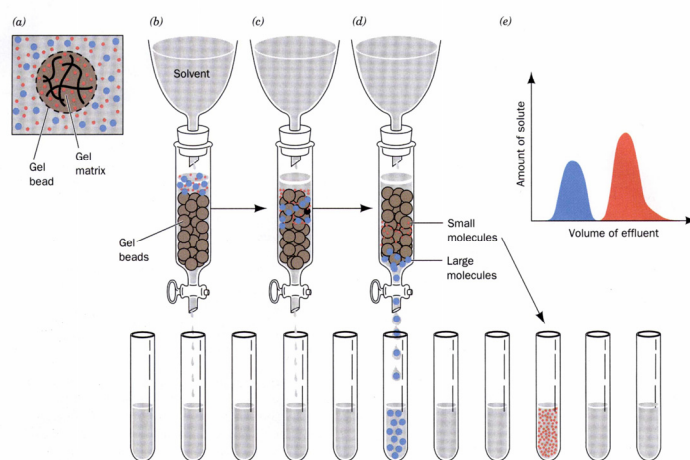 (a)
(b)
(c)
(d)
(e)
Solvent
Gel
bead
Gel
matrix
Gel
beads
Small
molecules
Large
molecules
Amount of solute
Volume of effluent